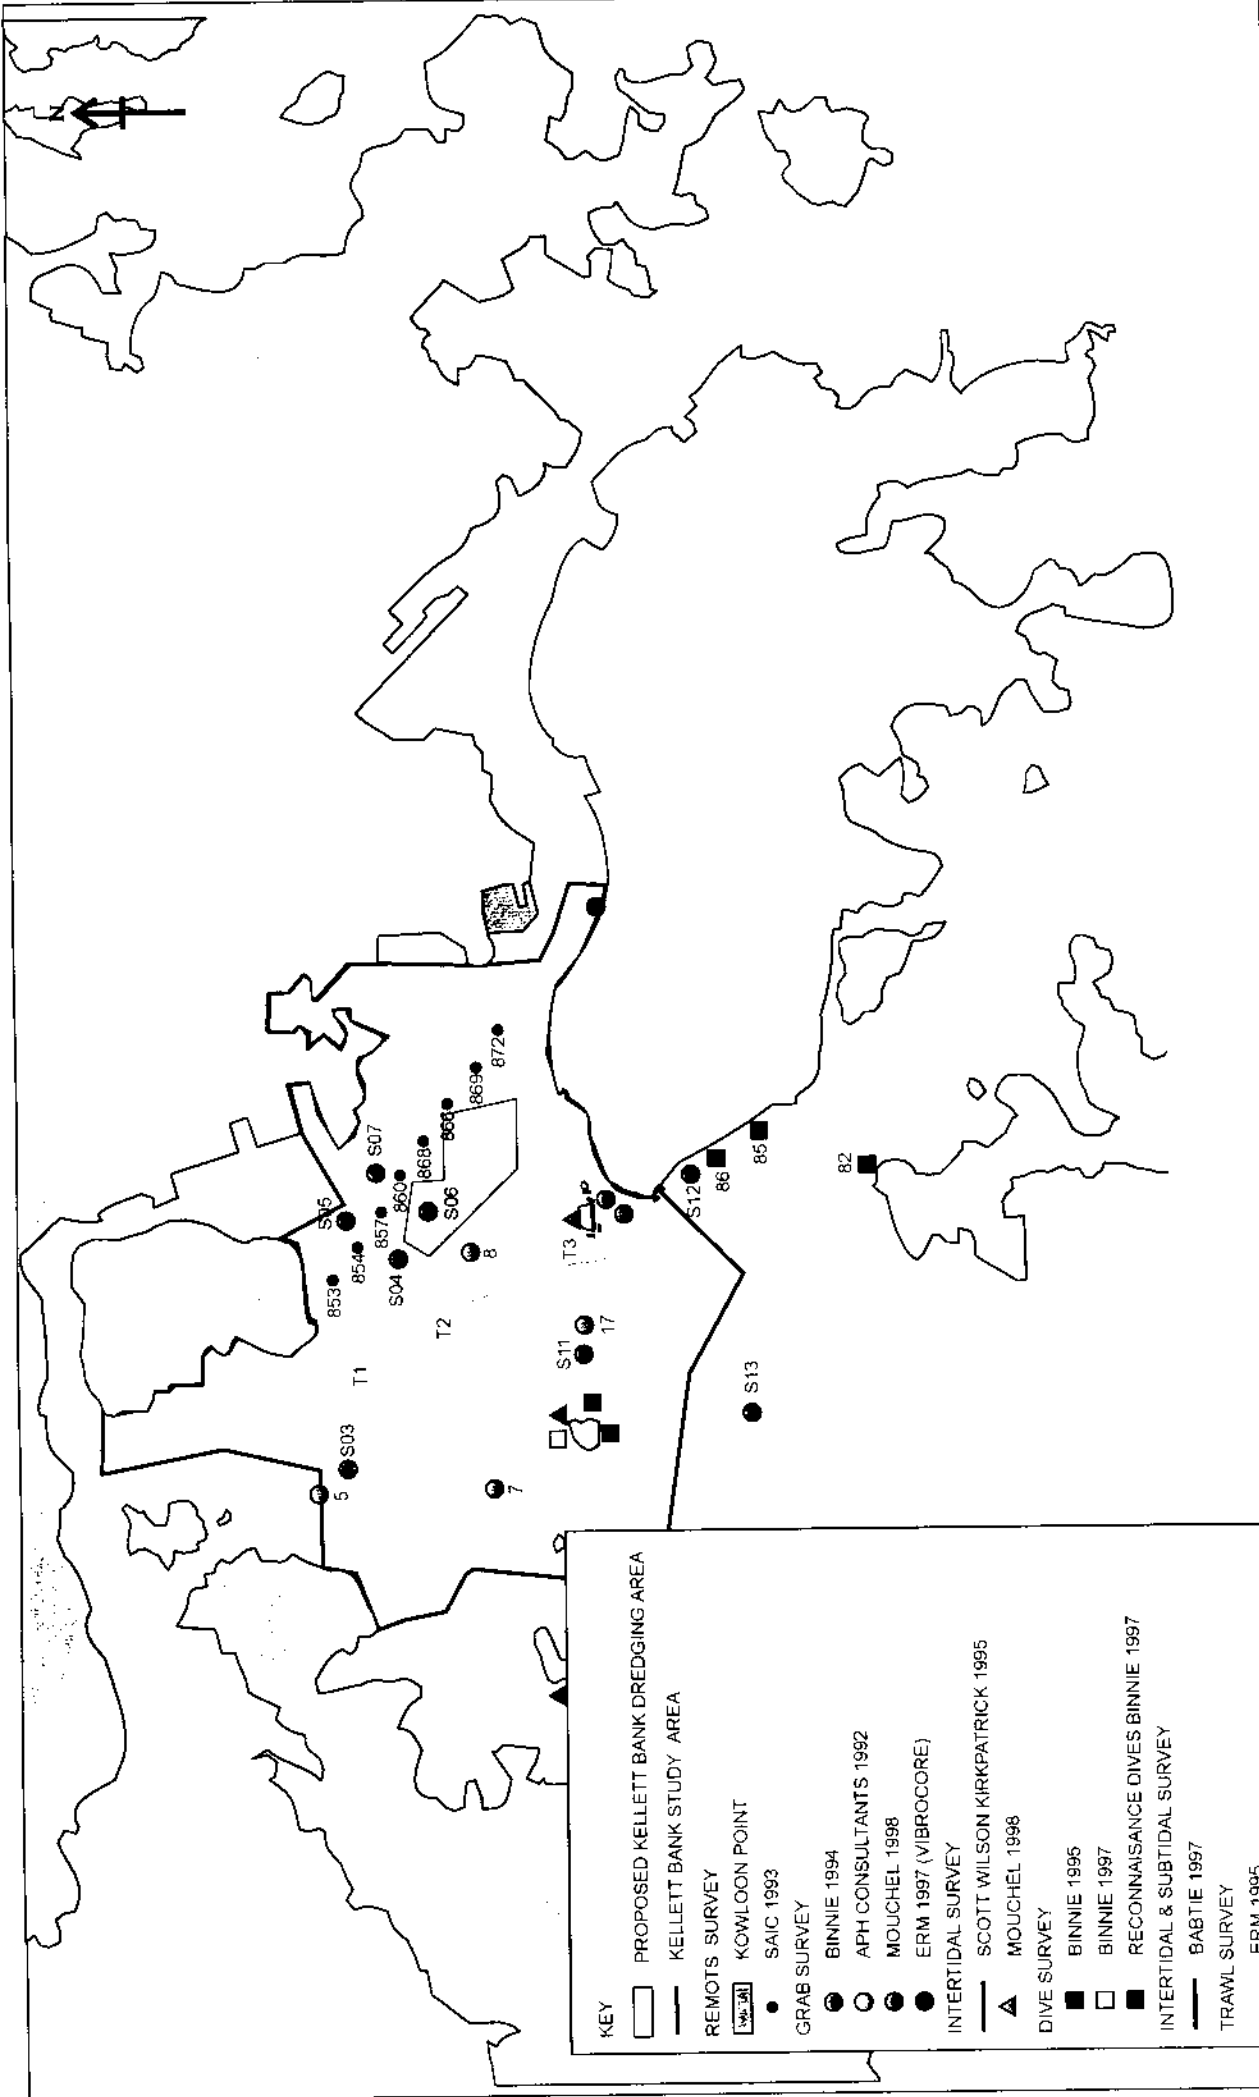 N
S05
S07
853
854
857
860
868
866
869
872
S04
S06
8
T1
T2
T3
S03
5
7
S11
17
S12
86
85
82
S13
KEY
PROPOSED KELLETT BANK DREDGING AREA
KELLETT BANK STUDY AREA
REMOTS SURVEY
KOWLOON POINT
SAIC 1993
GRAB SURVEY
BINNIE 1994
APH CONSULTANTS 1992
MOUCHEL 1998
ERM 1997 (VIBROCORE)
INTERTIDAL SURVEY
SCOTT WILSON KIRKPATRICK 1995
MOUCHEL 1998
DIVE SURVEY
BINNIE 1995
BINNIE 1997
RECONNAISANCE DIVES BINNIE 1997
INTERTIDAL & SUBTIDAL SURVEY
BABTIE 1997
TRAWL SURVEY
ERM 1995